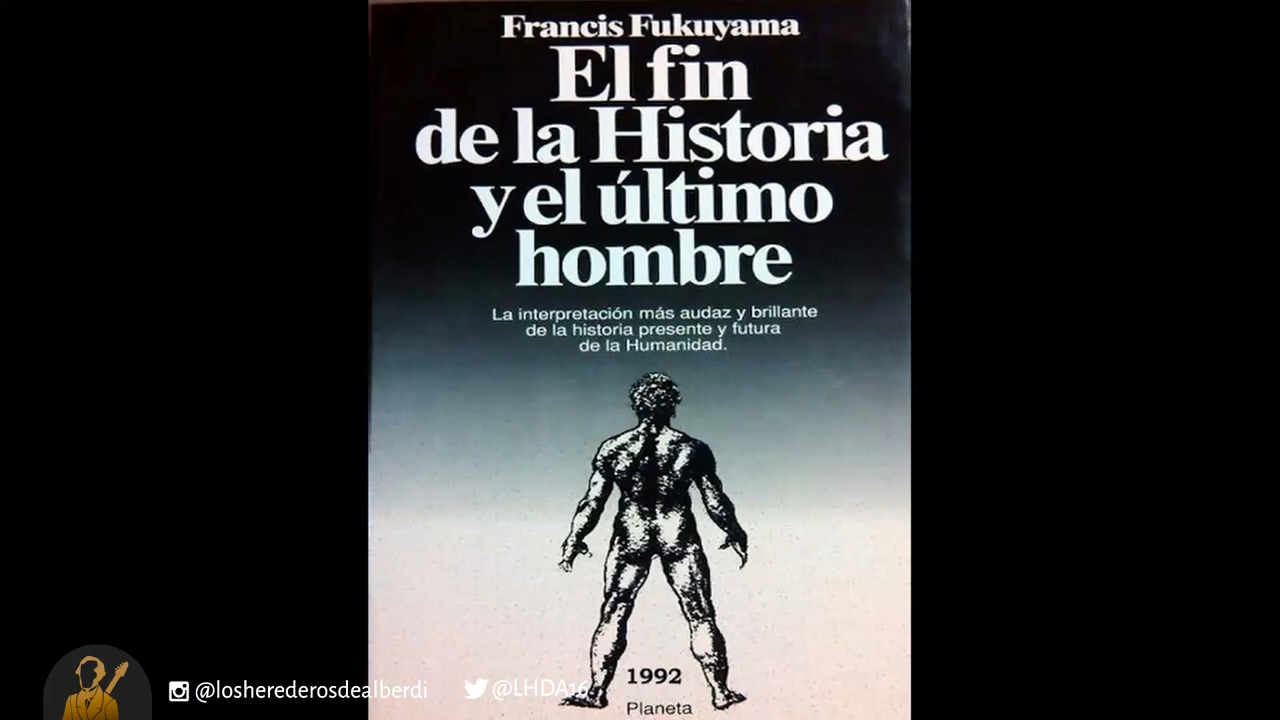 Francis Fukuyama
El fin
de la Historia
y el último
hombre
La interpretación más audaz y brillante
de la historia presente y futura
de la Humanidad.
1992
Planeta
@losherederosdealberdi
@LHDA16